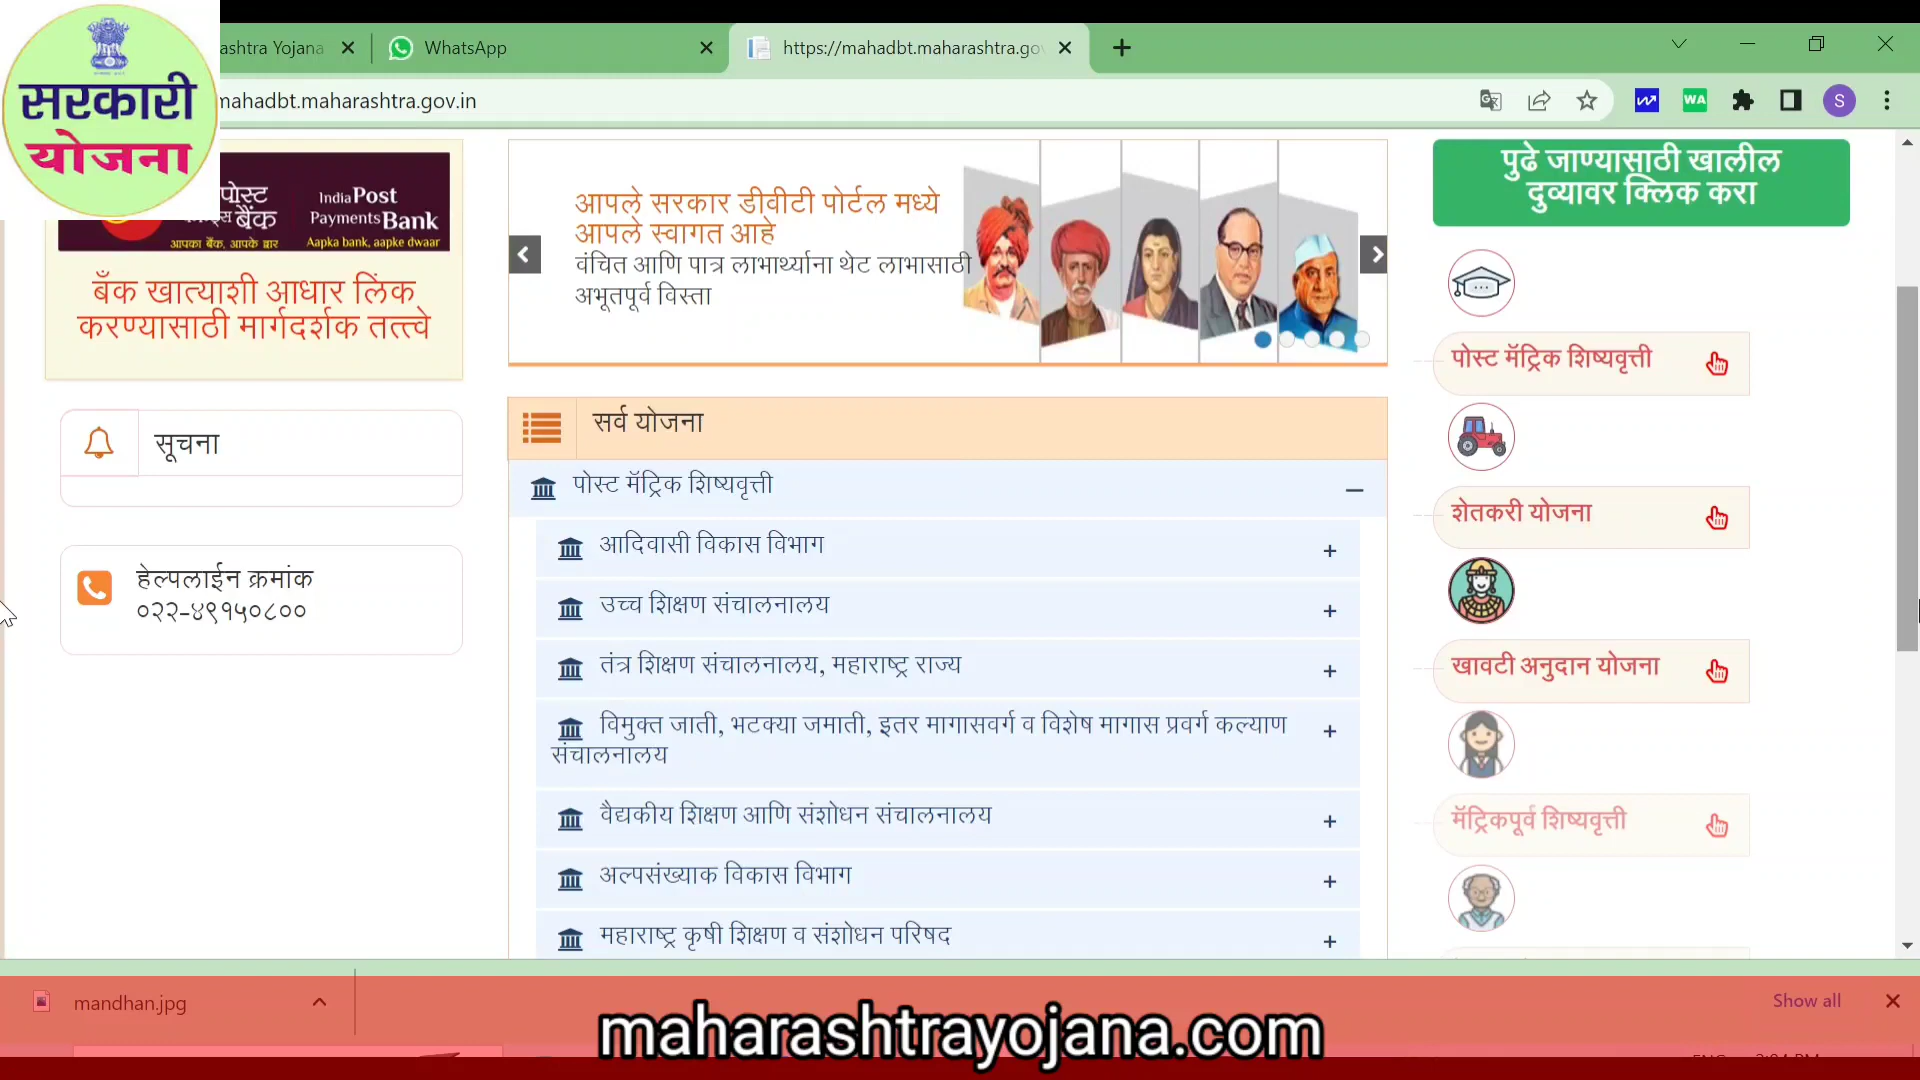 सरकारी
योजना
ashtra Yojana
WhatsApp
https://mahadbt.maharashtra.go
mahadbt.maharashtra.gov.in
S
WA
पोस्ट
बैंक
आपका बैंक, आपके द्वार
India Post
Payments Bank
Aapka bank, aapke dwaar
बँक खात्याशी आधार लिंक
करण्यासाठी मार्गदर्शक तत्त्वे
सूचना
हेल्पलाईन क्रमांक
०२२-४९१५०८००
आपले सरकार डीवीटी पोर्टल मध्ये
आपले स्वागत आहे
वंचित आणि पात्र लाभार्थ्याना थेट लाभासाठी
अभूतपूर्व विस्ता
सर्व योजना
पोस्ट मॅट्रिक शिष्यवृत्ती
आदिवासी विकास विभाग
उच्च शिक्षण संचालनालय
तंत्र शिक्षण संचालनालय, महाराष्ट्र राज्य
विमुक्त जाती, भटक्या जमाती, इतर मागासवर्ग व विशेष मागास प्रवर्ग कल्याण
संचालनालय
वैद्यकीय शिक्षण आणि संशोधन संचालनालय
अल्पसंख्याक विकास विभाग
महाराष्ट्र कृषी शिक्षण व संशोधन परिषद
पुढे जाण्यासाठी खालील
दुव्यावर क्लिक करा
पोस्ट मॅट्रिक शिष्यवृत्ती
शेतकरी योजना
खावटी अनुदान योजना
मॅट्रिकपूर्व शिष्यवृत्ती
mandhan.jpg
Show all
maharashtrayojana.com